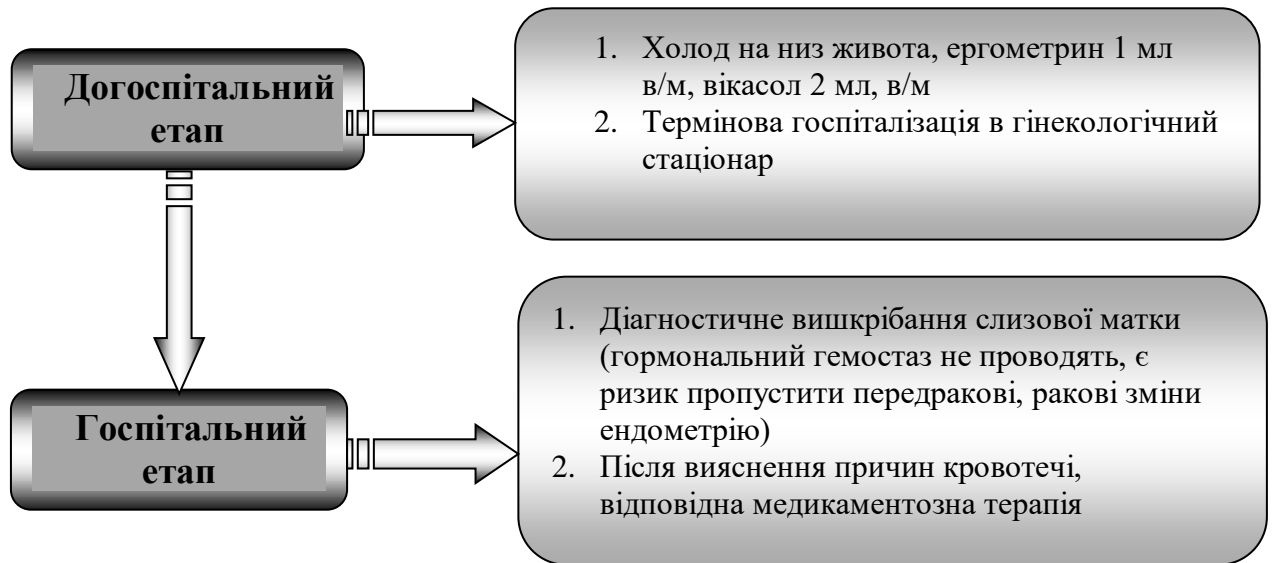 Догоспітальний
етап
1. Холод на низ живота, ергометрин 1 мл
в/м, вікасол 2 мл, в/м
2. Термінова госпіталізація в гінекологічний
стаціонар
Госпітальний
етап
1. Діагностичне вишкрібання слизової матки
(гормональний гемостаз не проводять, є
ризик пропустити передракові, ракові зміни
ендометрію)
2. Після вияснення причин кровотечі,
відповідна медикаментозна терапія